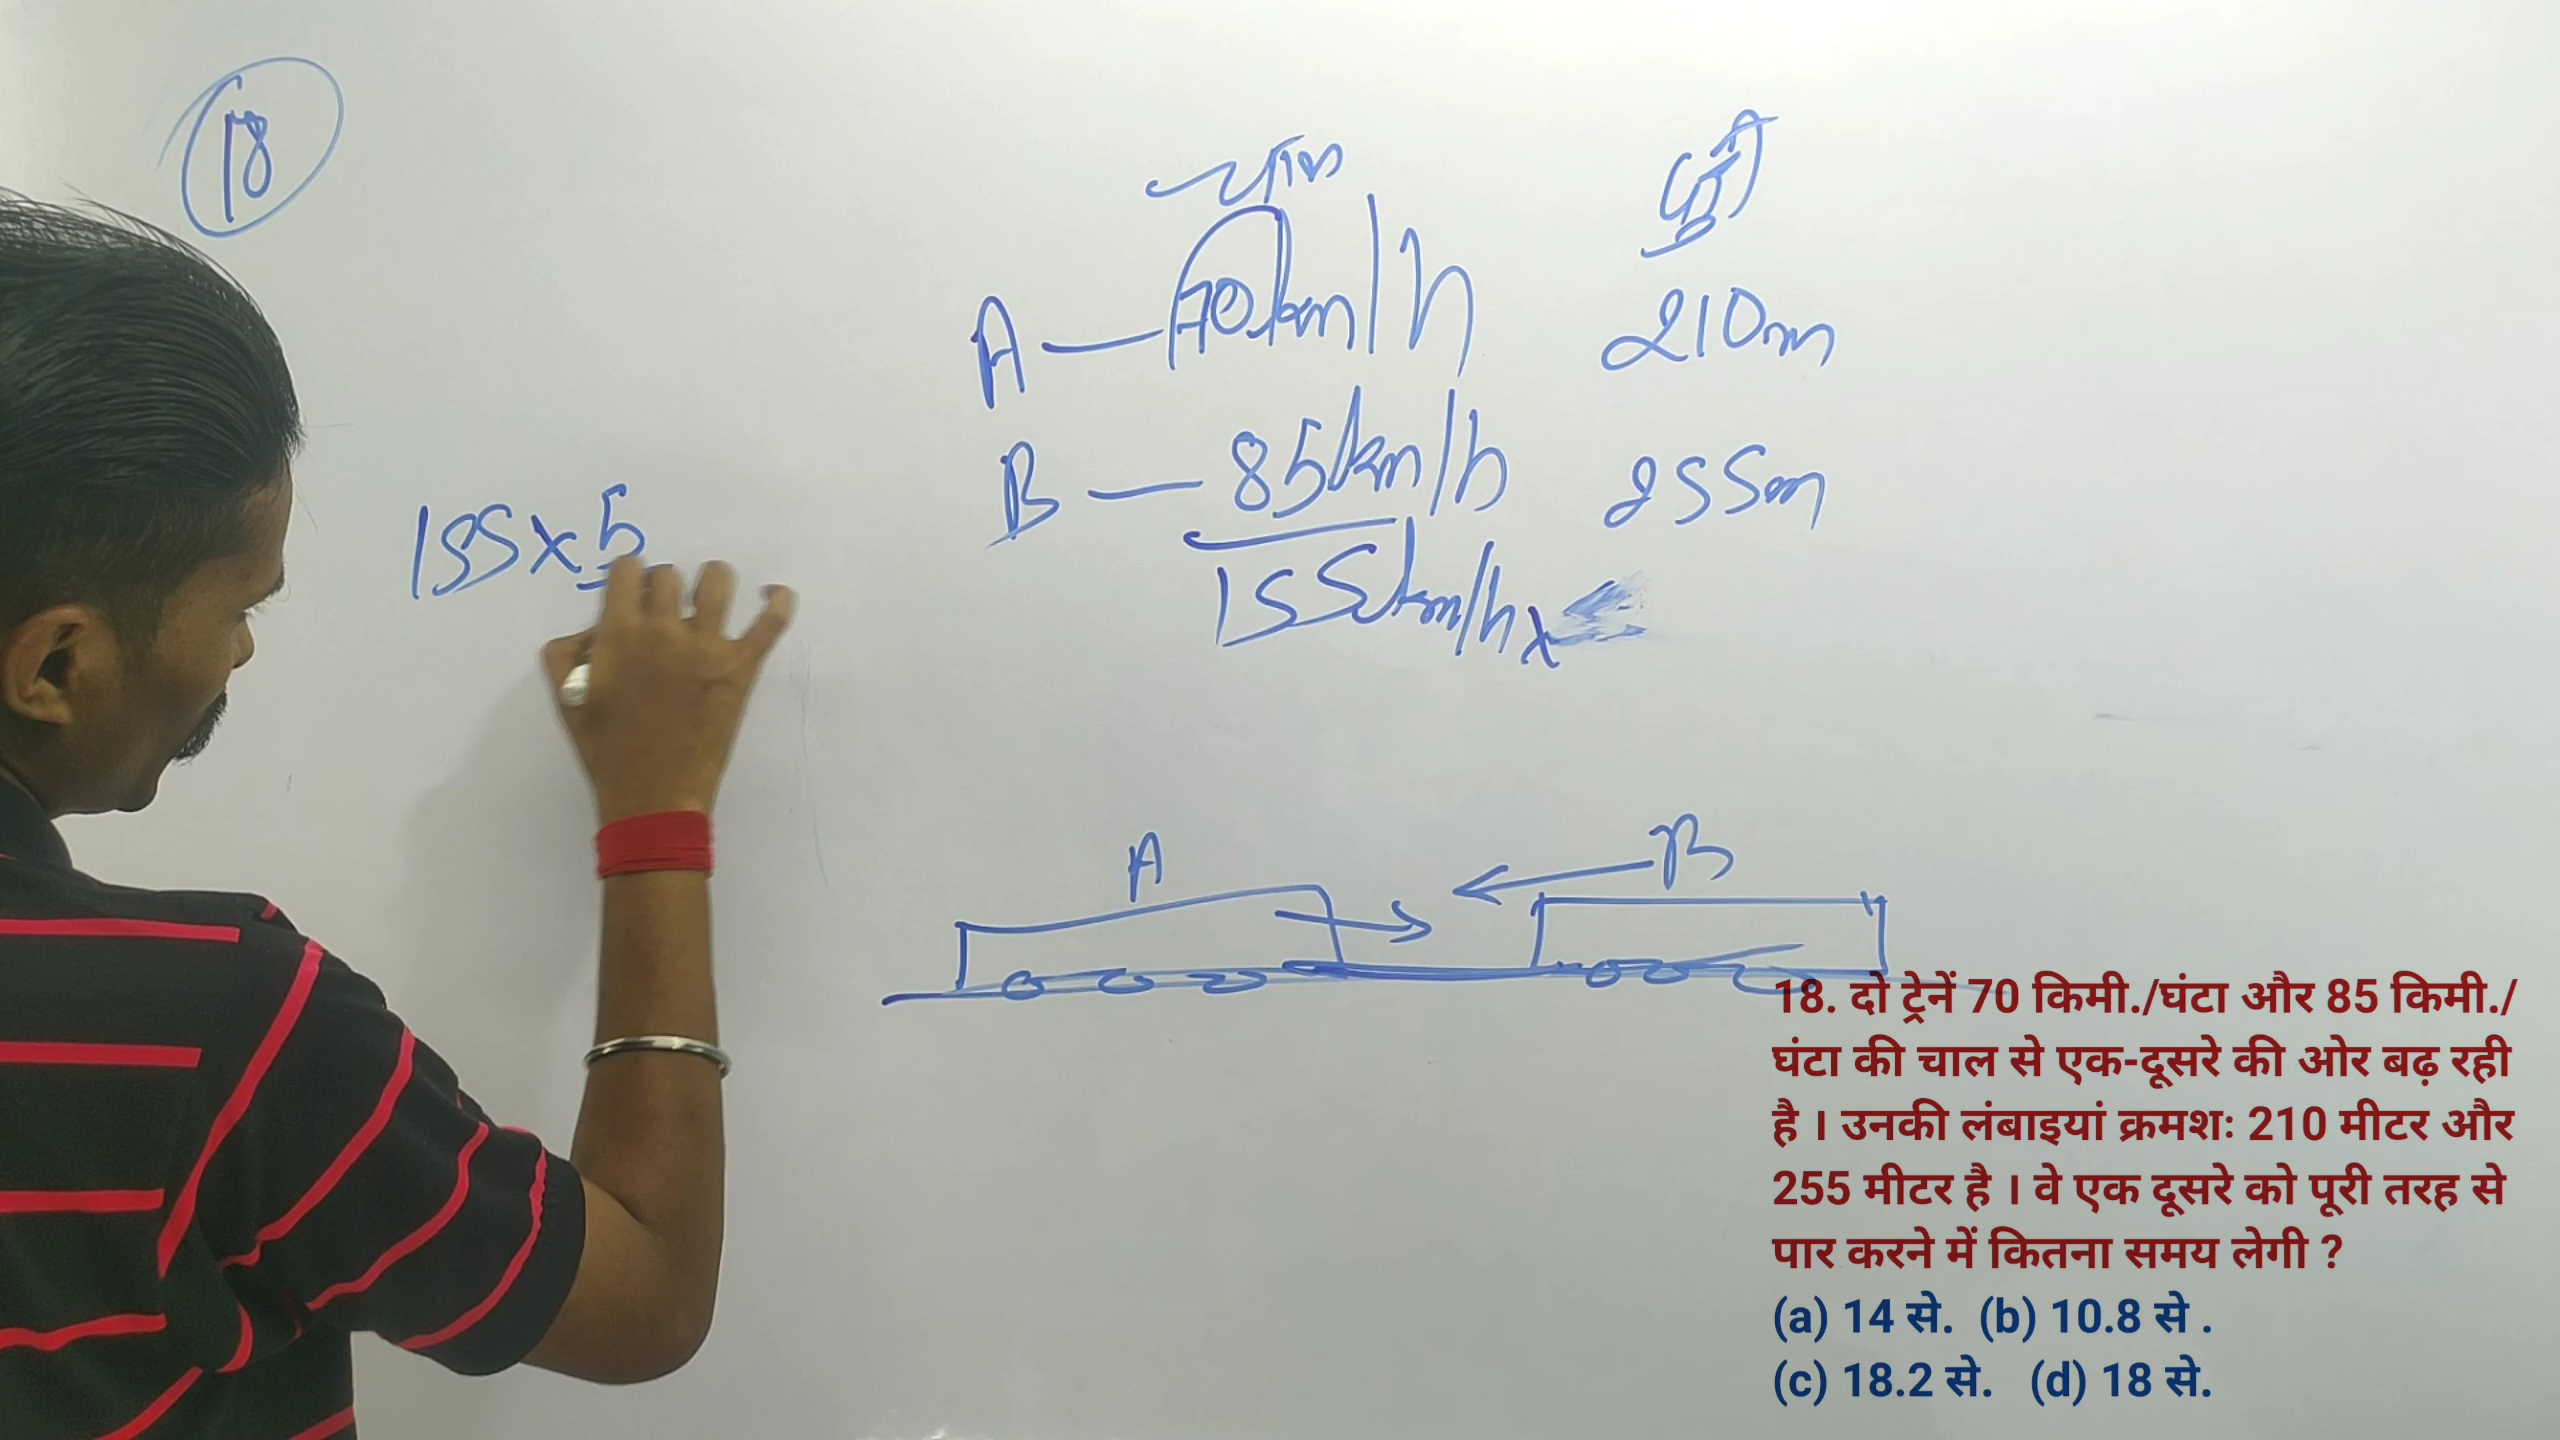 18
चाल दूरी
A — 70km/h 210m
B — 85km/h 255m
155km/h x
155 x 5
A B
18. दो ट्रेनें 70 किमी./घंटा और 85 किमी./
घंटा की चाल से एक-दूसरे की ओर बढ़ रही
है । उनकी लंबाइयां क्रमशः 210 मीटर और
255 मीटर है । वे एक दूसरे को पूरी तरह से
पार करने में कितना समय लेगी ?
(a) 14 से. (b) 10.8 से .
(c) 18.2 से. (d) 18 से.